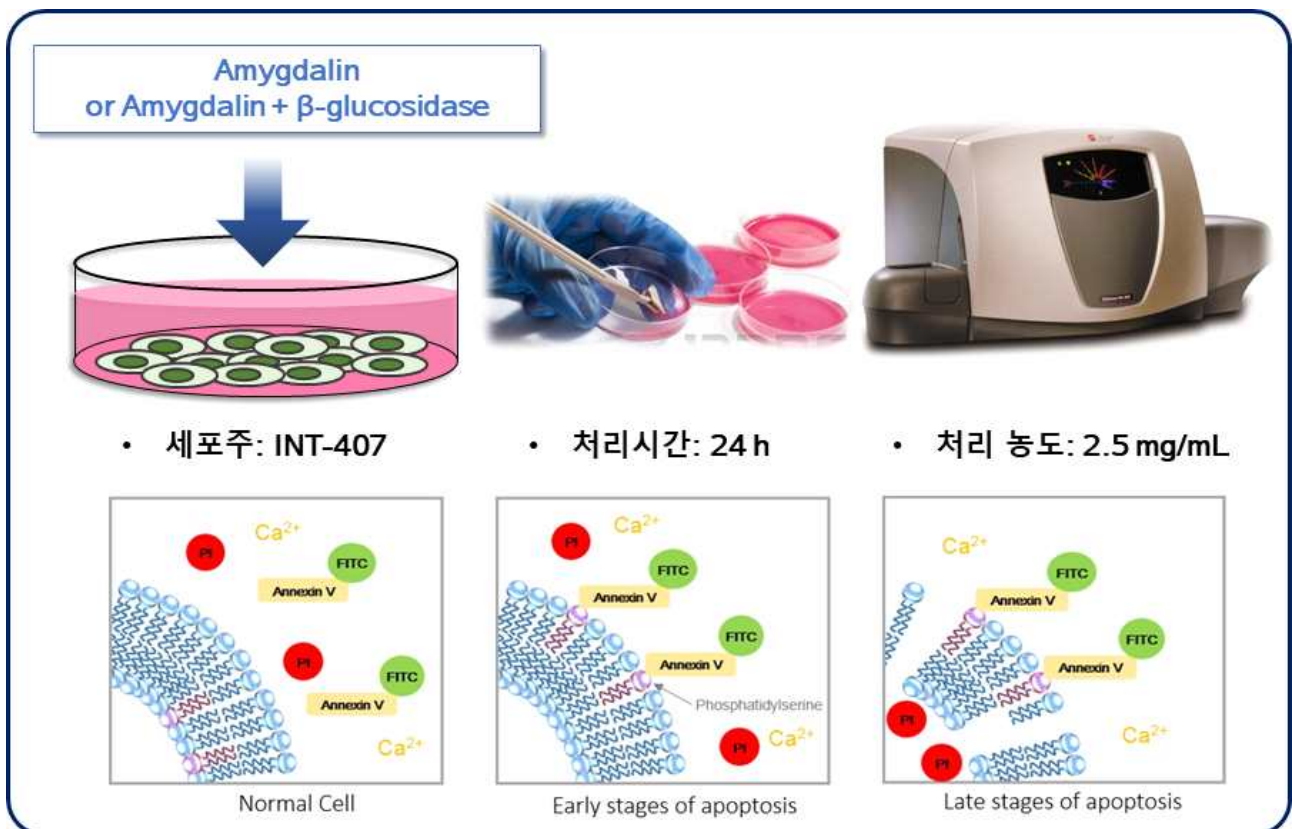 Amygdalin
or Amygdalin + β-glucosidase
• 세포주: INT-407
• 처리시간: 24 h
• 처리 농도: 2.5 mg/mL
Ca²⁺
PI
FITC
Annexin V
PI
FITC
Annexin V
Ca²⁺
Normal Cell
Ca²⁺
PI
FITC
Annexin V
FITC
Annexin V
Phosphatidylserine
PI
Ca²⁺
Early stages of apoptosis
Ca²⁺
FITC
Annexin V
FITC
Annexin V
PI
Ca²⁺
PI
Late stages of apoptosis